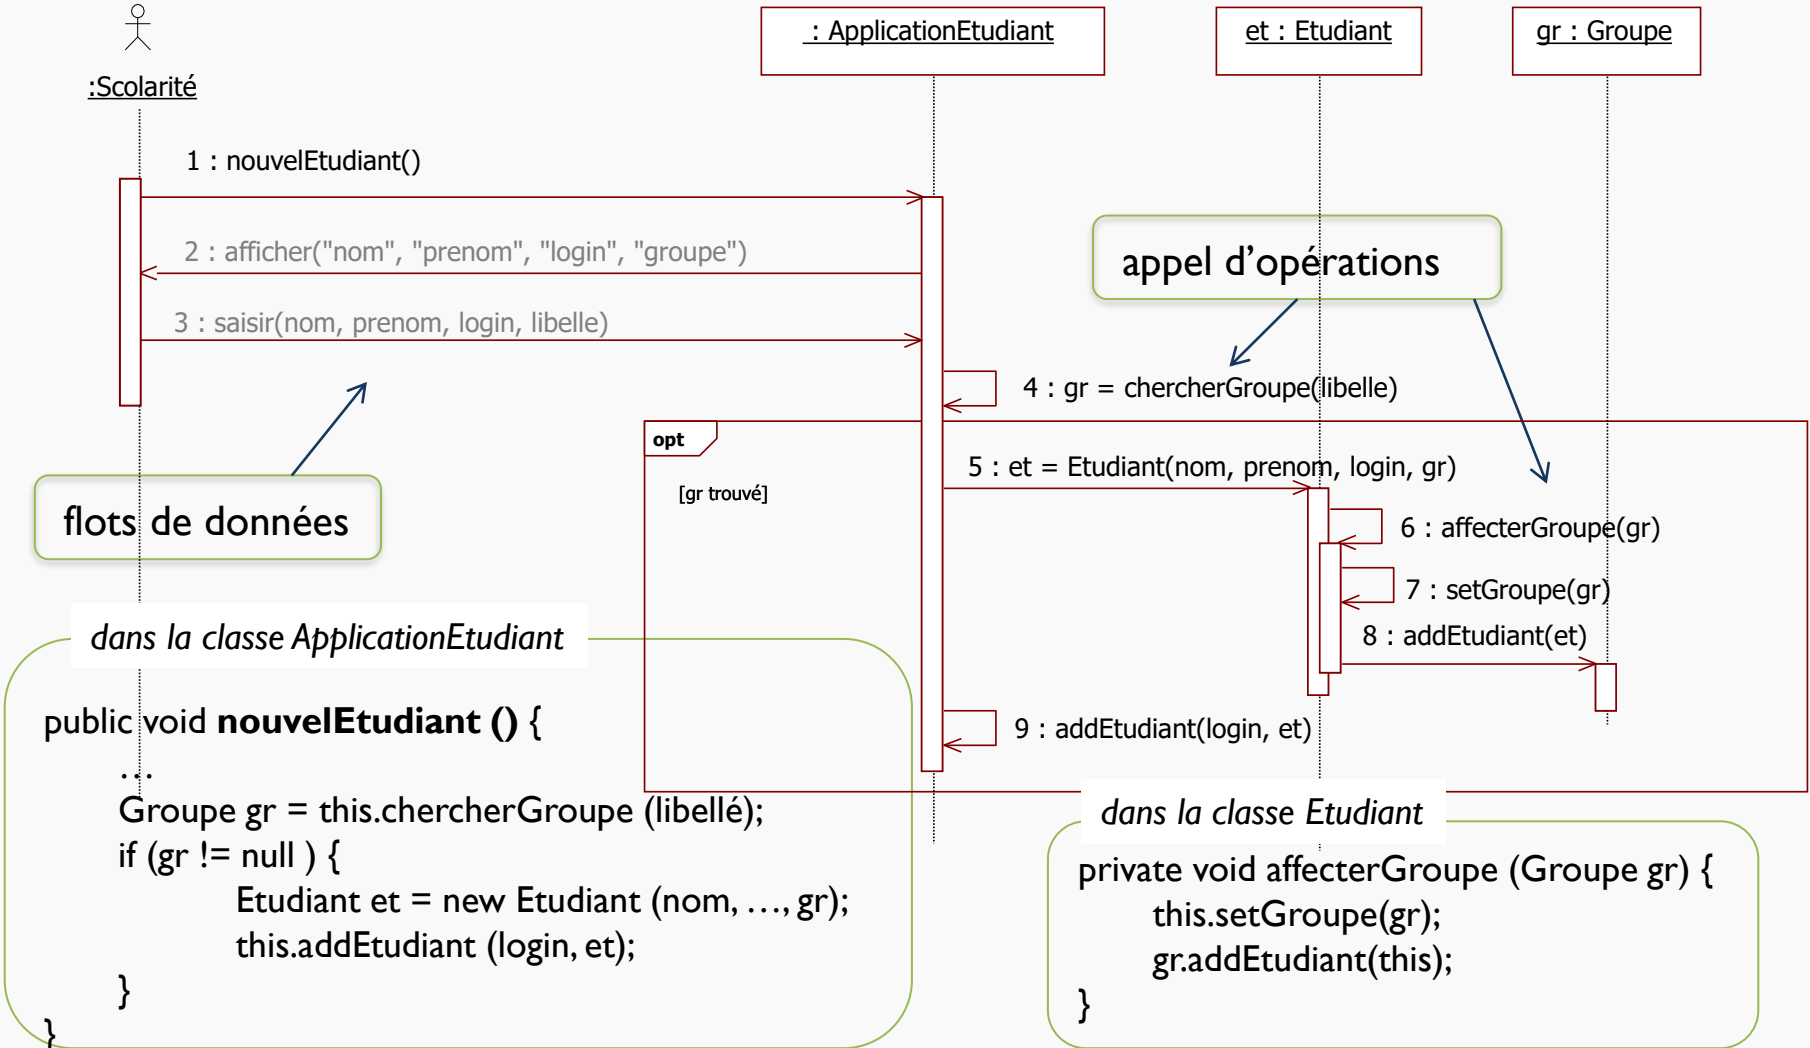 : ApplicationEtudiant
et : Etudiant
gr : Groupe
:Scolarité
1 : nouvelEtudiant()
2 : afficher("nom", "prenom", "login", "groupe")
appel d’opérations
3 : saisir(nom, prenom, login, libelle)
4 : gr = chercherGroupe(libelle)
opt
5 : et = Etudiant(nom, prenom, login, gr)
[gr trouvé]
flots de données
6 : affecterGroupe(gr)
7 : setGroupe(gr)
8 : addEtudiant(et)
9 : addEtudiant(login, et)
dans la classe ApplicationEtudiant
public void nouvelEtudiant () {
…
Groupe gr = this.chercherGroupe (libellé);
if (gr != null ) {
Etudiant et = new Etudiant (nom, …, gr);
this.addEtudiant (login, et);
}
}
dans la classe Etudiant
private void affecterGroupe (Groupe gr) {
this.setGroupe(gr);
gr.addEtudiant(this);
}